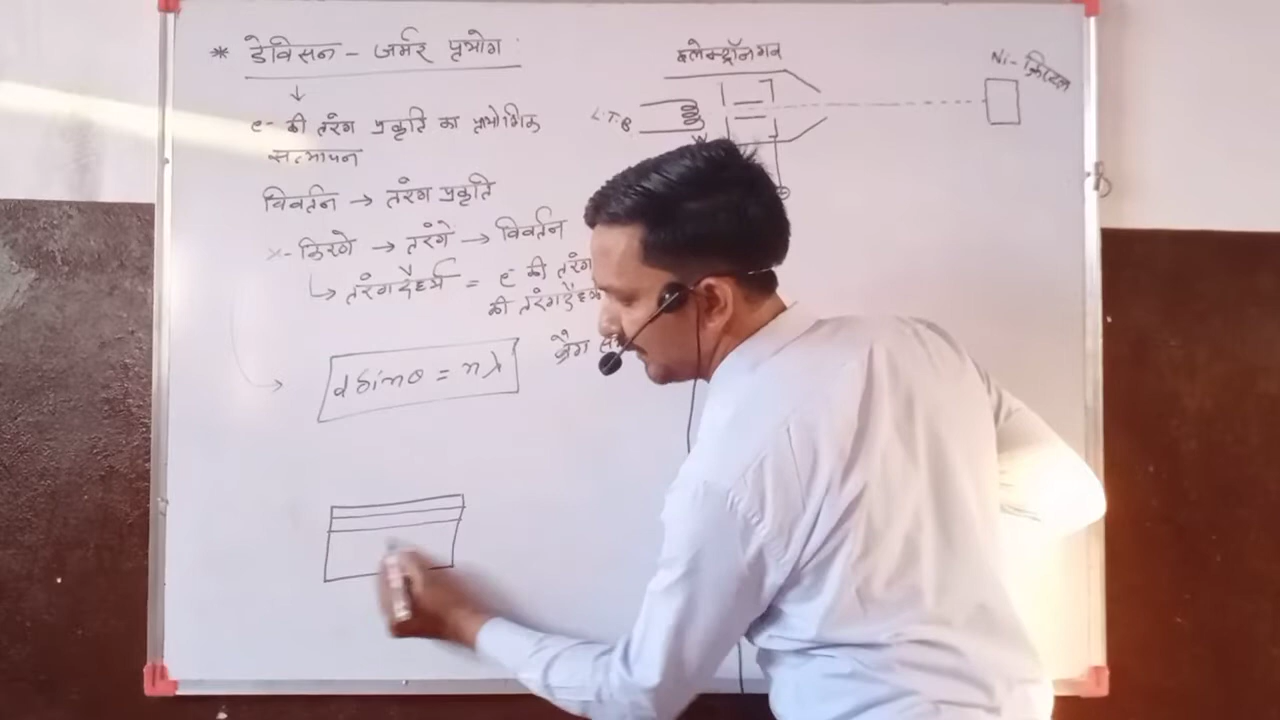 * डेविसन - जर्मर प्रयोग :
↓
e- की तरंग प्रकृति का प्रायोगिक
सत्यापन
विवर्तन → तरंग प्रकृति
x- किरणे → तरंगे → विवर्तन
↳ तरंगदैर्ध्य = e- की तरंग
की तरंगदैर्ध्य
ब्रैग
d sinθ = nλ
इलेक्ट्रॉनगन
L.T.B
Ni- क्रिस्टल